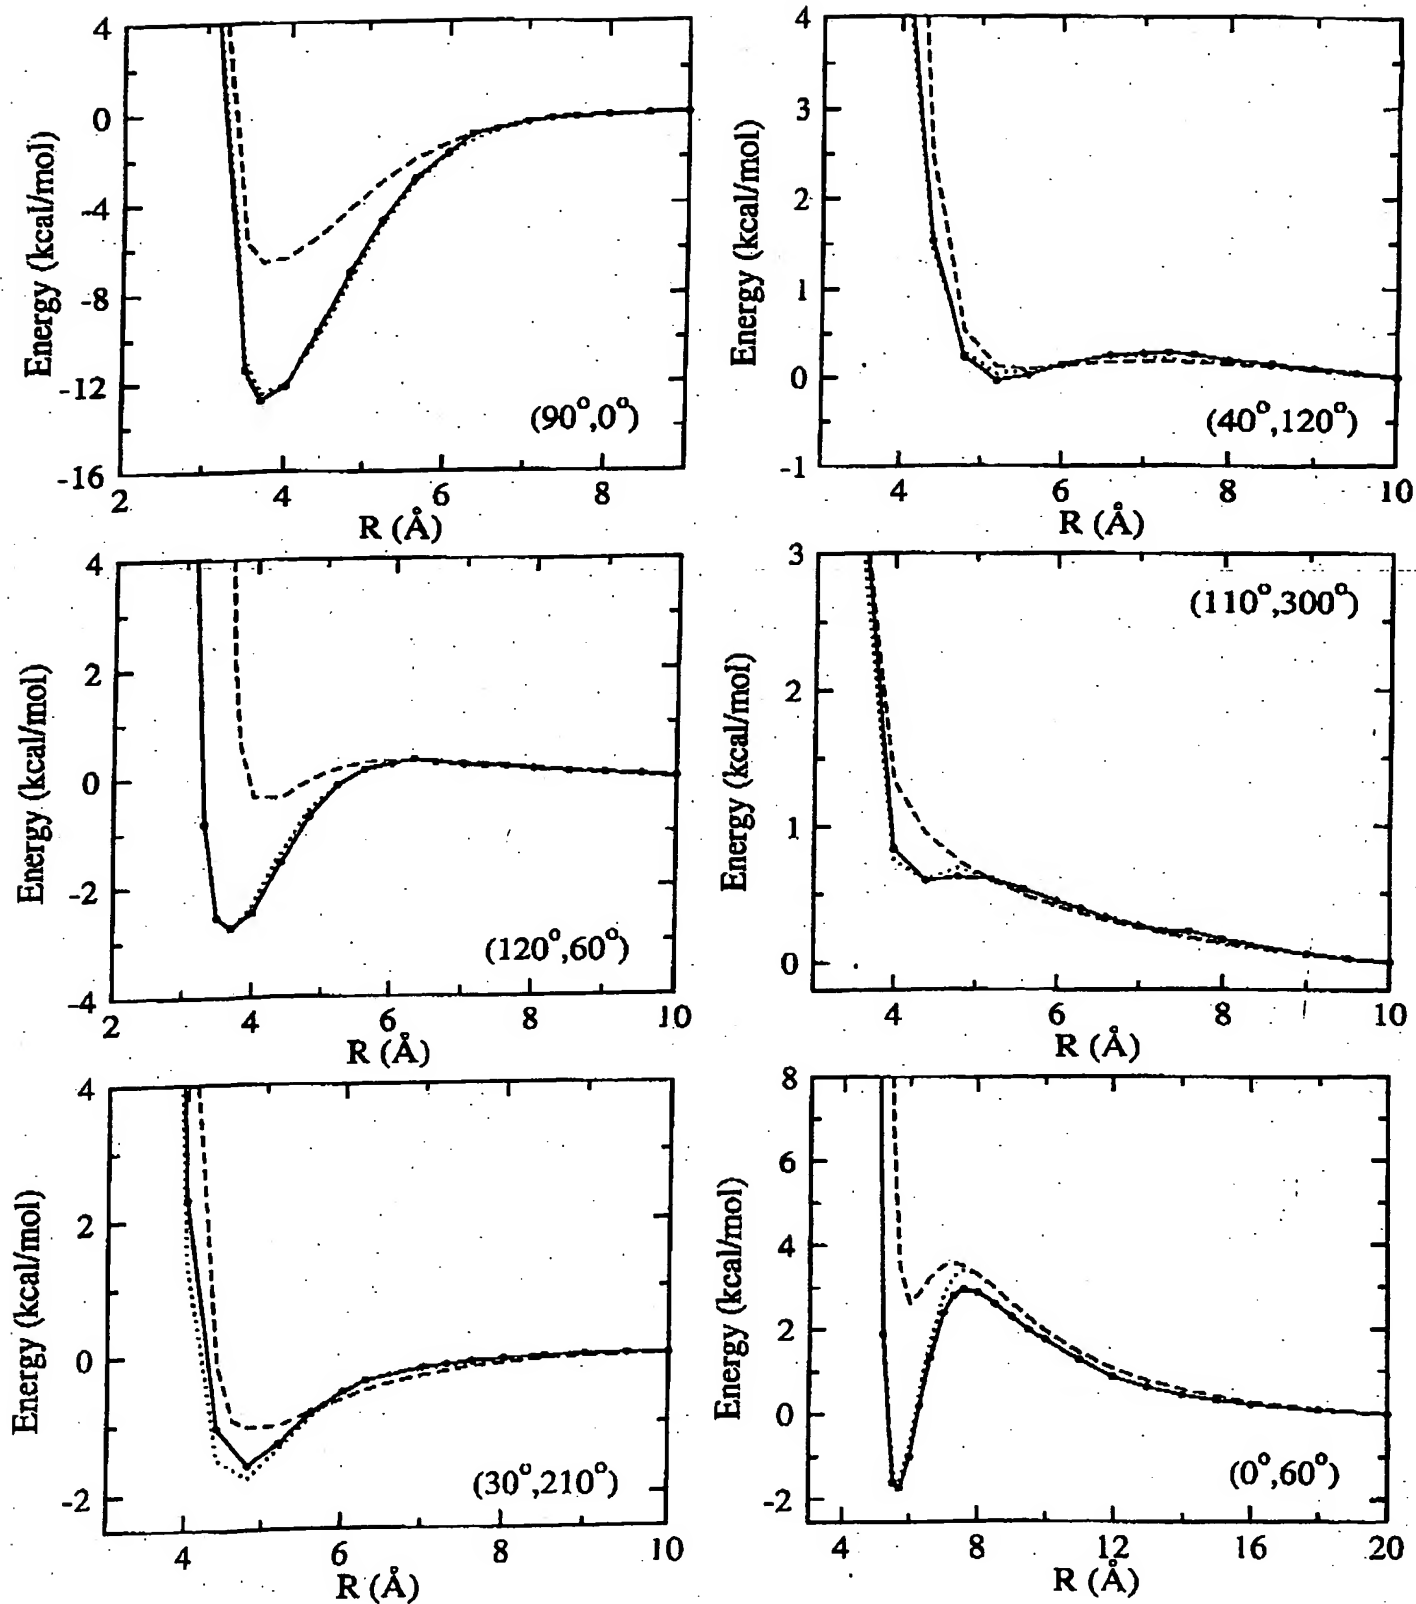 4
0
-4
-8
-12
-16
2 4 6 8
Energy (kcal/mol)
R (Å)
(90°,0°)
4
3
2
1
0
-1
4 6 8 10
Energy (kcal/mol)
R (Å)
(40°,120°)
4
2
0
-2
-4
2 4 6 8 10
Energy (kcal/mol)
R (Å)
(120°,60°)
3
2
1
0
4 6 8 10
Energy (kcal/mol)
R (Å)
(110°,300°)
4
2
0
-2
4 6 8 10
Energy (kcal/mol)
R (Å)
(30°,210°)
8
6
4
2
0
-2
4 8 12 16 20
Energy (kcal/mol)
R (Å)
(0°,60°)